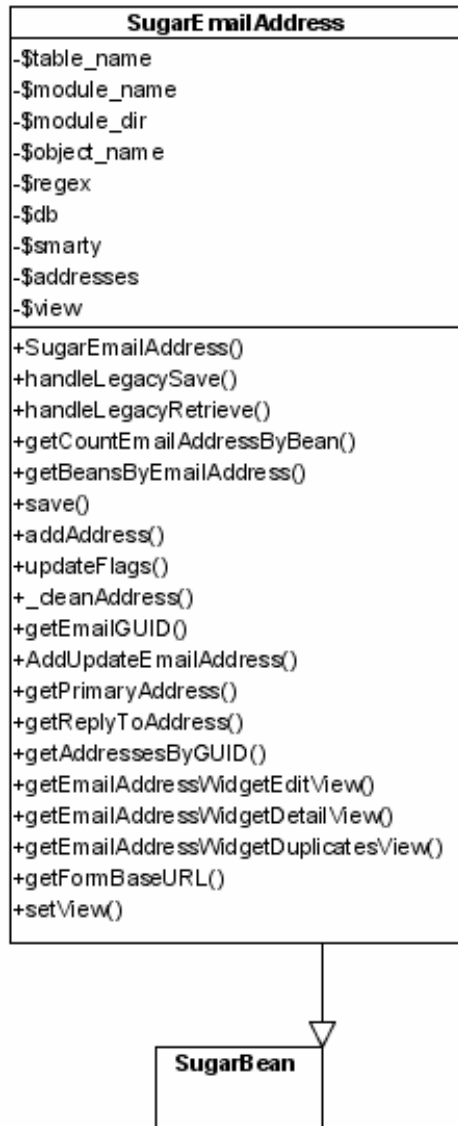 SugarEmailAddress
-$table_name
-$module_name
-$module_dir
-$object_name
-$regex
-$db
-$smarty
-$addresses
-$view
+SugarEmailAddress()
+handleLegacySave()
+handleLegacyRetrieve()
+getCountEmailAddressByBean()
+getBeansByEmailAddress()
+save()
+addAddress()
+updateFlags()
+_cleanAddress()
+getEmailGUID()
+AddUpdateEmailAddress()
+getPrimaryAddress()
+getReplyToAddress()
+getAddressesByGUID()
+getEmailAddressWidgetEditView()
+getEmailAddressWidgetDetailView()
+getEmailAddressWidgetDuplicatesView()
+getFormBaseURL()
+setView()
SugarBean